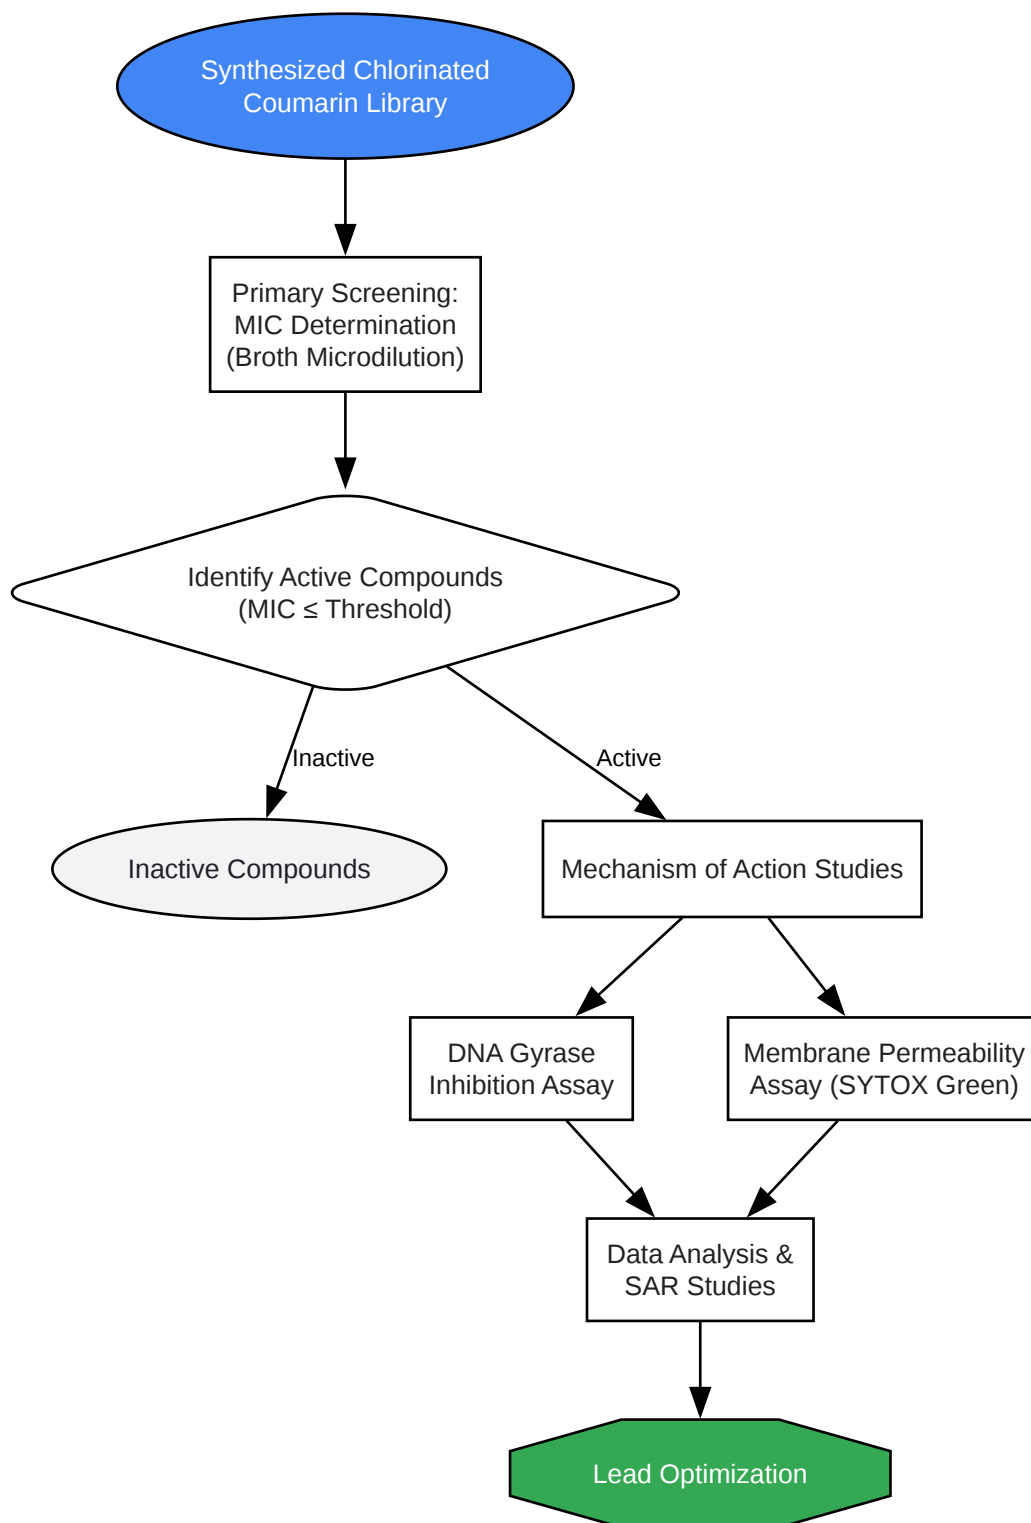 Synthesized Chlorinated
Coumarin Library
Primary Screening:
MIC Determination
(Broth Microdilution)
Identify Active Compounds
(MIC ≤ Threshold)
Inactive
Active
Inactive Compounds
Mechanism of Action Studies
DNA Gyrase
Inhibition Assay
Membrane Permeability
Assay (SYTOX Green)
Data Analysis &
SAR Studies
Lead Optimization